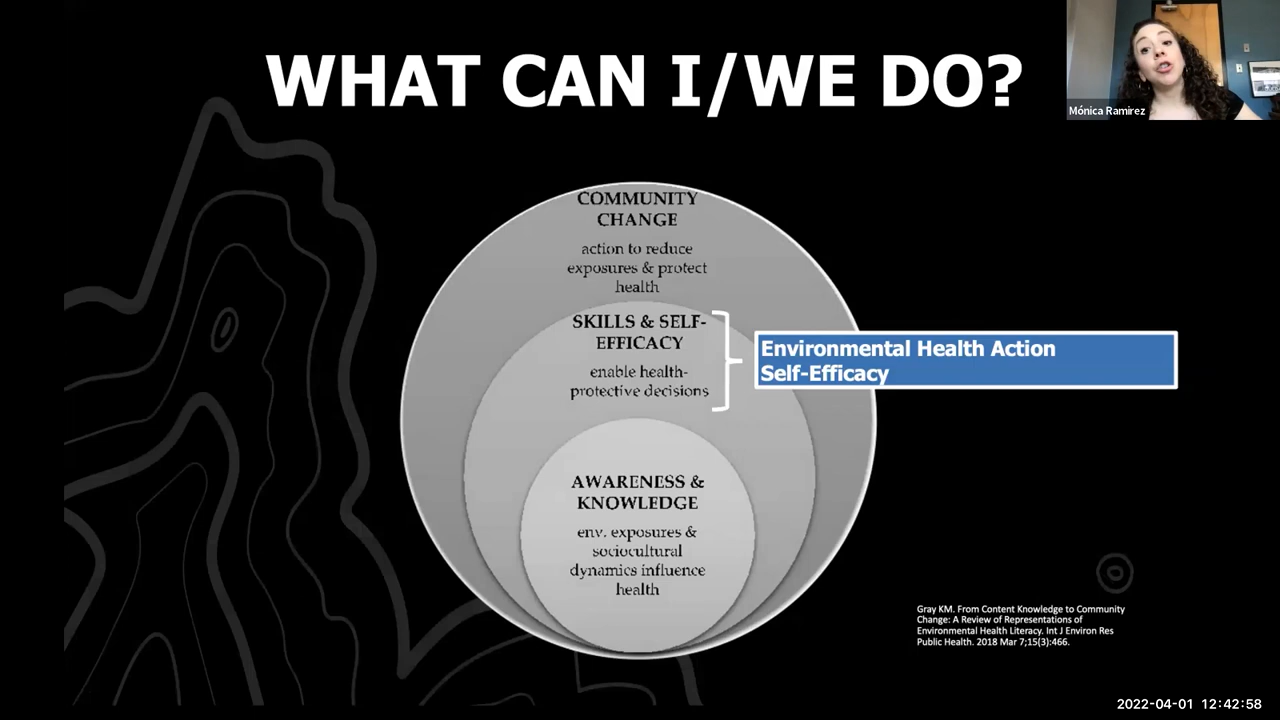 WHAT CAN I/WE DO?
Mónica Ramirez
COMMUNITY
CHANGE
action to reduce
exposures & protect
health
SKILLS & SELF-
EFFICACY
enable health-
protective decisions
Environmental Health Action
Self-Efficacy
AWARENESS &
KNOWLEDGE
env. exposures &
sociocultural
dynamics influence
health
Gray KM. From Content Knowledge to Community
Change: A Review of Representations of
Environmental Health Literacy. Int J Environ Res
Public Health. 2018 Mar 7;15(3):466.
2022-04-01 12:42:58